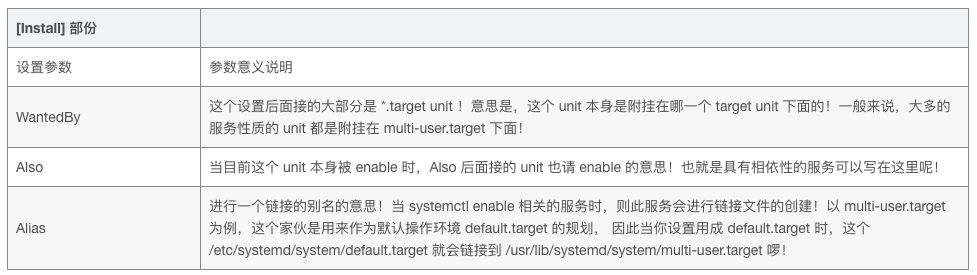 [Install] 部份
设置参数 参数意义说明
WantedBy
这个设置后面接的大部分是 *.target unit ！意思是，这个 unit 本身是附挂在哪一个 target unit 下面的！一般来说，大多的
服务性质的 unit 都是附挂在 multi-user.target 下面！
Also 当目前这个 unit 本身被 enable 时，Also 后面接的 unit 也请 enable 的意思！也就是具有相依性的服务可以写在这里呢！
Alias
进行一个链接的别名的意思！当 systemctl enable 相关的服务时，则此服务会进行链接文件的创建！以 multi-user.target
为例，这个家伙是用来作为默认操作环境 default.target 的规划， 因此当你设置用成 default.target 时，这个
/etc/systemd/system/default.target 就会链接到 /usr/lib/systemd/system/multi-user.target 啰！